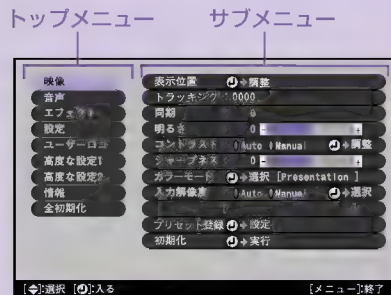 トップメニュー サブメニュー
映像
音声
エフェクト
設定
ユーザーロゴ
高度な設定1
高度な設定2
情報
全初期化
表示位置 調整
トラッキング :0000
同期 0
明るさ 0 - +
コントラスト Auto Manual 調整
シャープネス 0 - +
カラーモード 選択 [Presentation ]
入力解像度 Auto Manual 選択
プリセット登録 設定
初期化 実行
[ ]:選択 [ ]:入る [メニュー]:終了